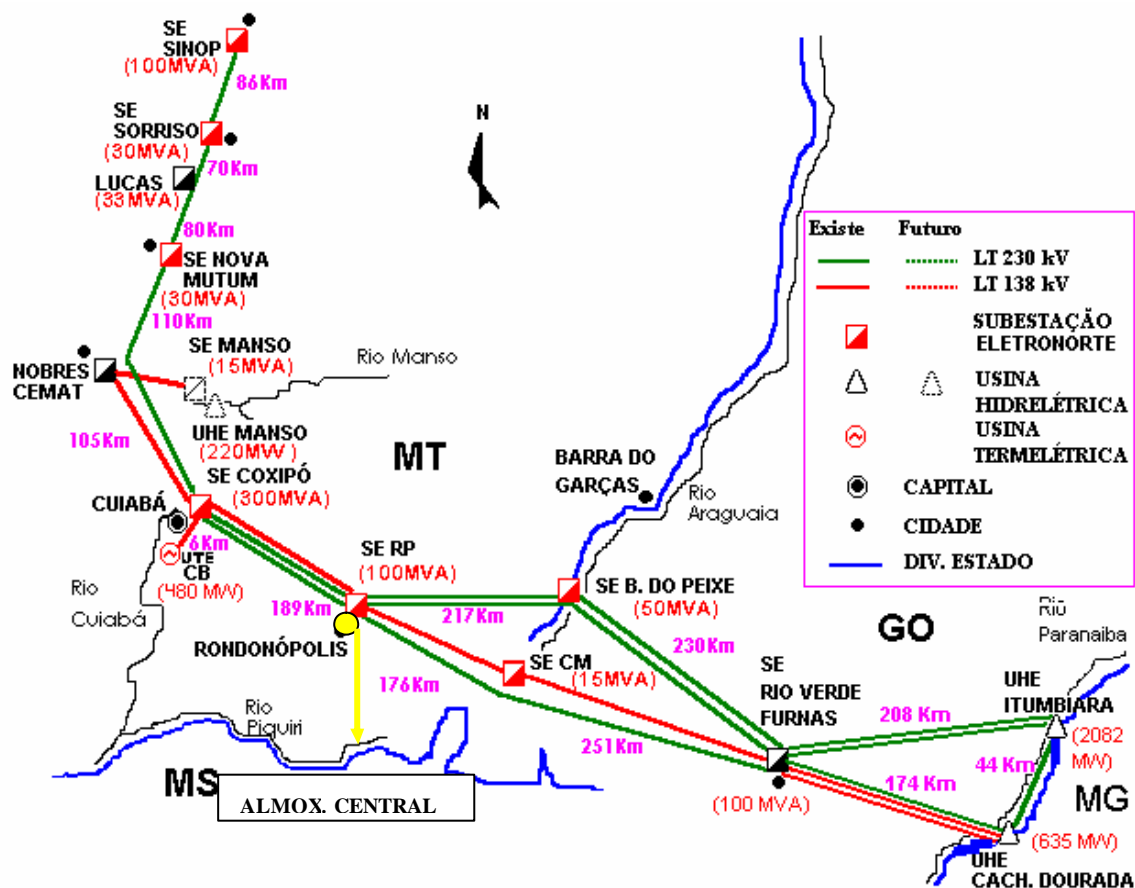 SE
SINOP
(100MVA)
86Km
SE
SORRISO
(30MVA)
70Km
LUCAS
(33MVA)
80Km
SE NOVA
MUTUM
(30MVA)
110Km
N
SE MANSO
(15MVA)
Rio Manso
NOBRES
CEMAT
UHE MANSO
(220MW)
105Km
MT
SE COXIPÓ
(300MVA)
CUIABÁ
6Km
UTE
CB
(480 MW)
Rio
Cuiabá
SE RP
(100MVA)
189Km
RONDONÓPOLIS
217Km
BARRA DO
GARÇAS
Rio
Araguaia
SE B. DO PEIXE
(50MVA)
230Km
SE CM
(15MVA)
176Km
251Km
Rio
Piquiri
MS
ALMOX. CENTRAL
GO
SE
RIO VERDE
FURNAS
(100 MVA)
208 Km
174 Km
44 Km
Rio
Paranaiba
UHE
ITUMBIARA
(2082
MW)
MG
(635 MW)
UHE
CACH. DOURADA
Existe Futuro
LT 230 kV
LT 138 kV
SUBESTAÇÃO
ELETRONORTE
USINA
HIDRELÉTRICA
USINA
TERMELÉTRICA
CAPITAL
CIDADE
DIV. ESTADO